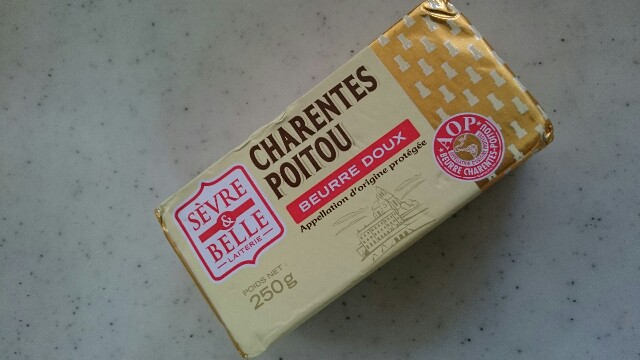 CHARENTES
POITOU
BEURRE DOUX
Appellation d'origine protégée
SÈVRE
&
BELLE
LAITERIE
POIDS NET :
250g
AOP
BEURRE CHARENTES-POITOU